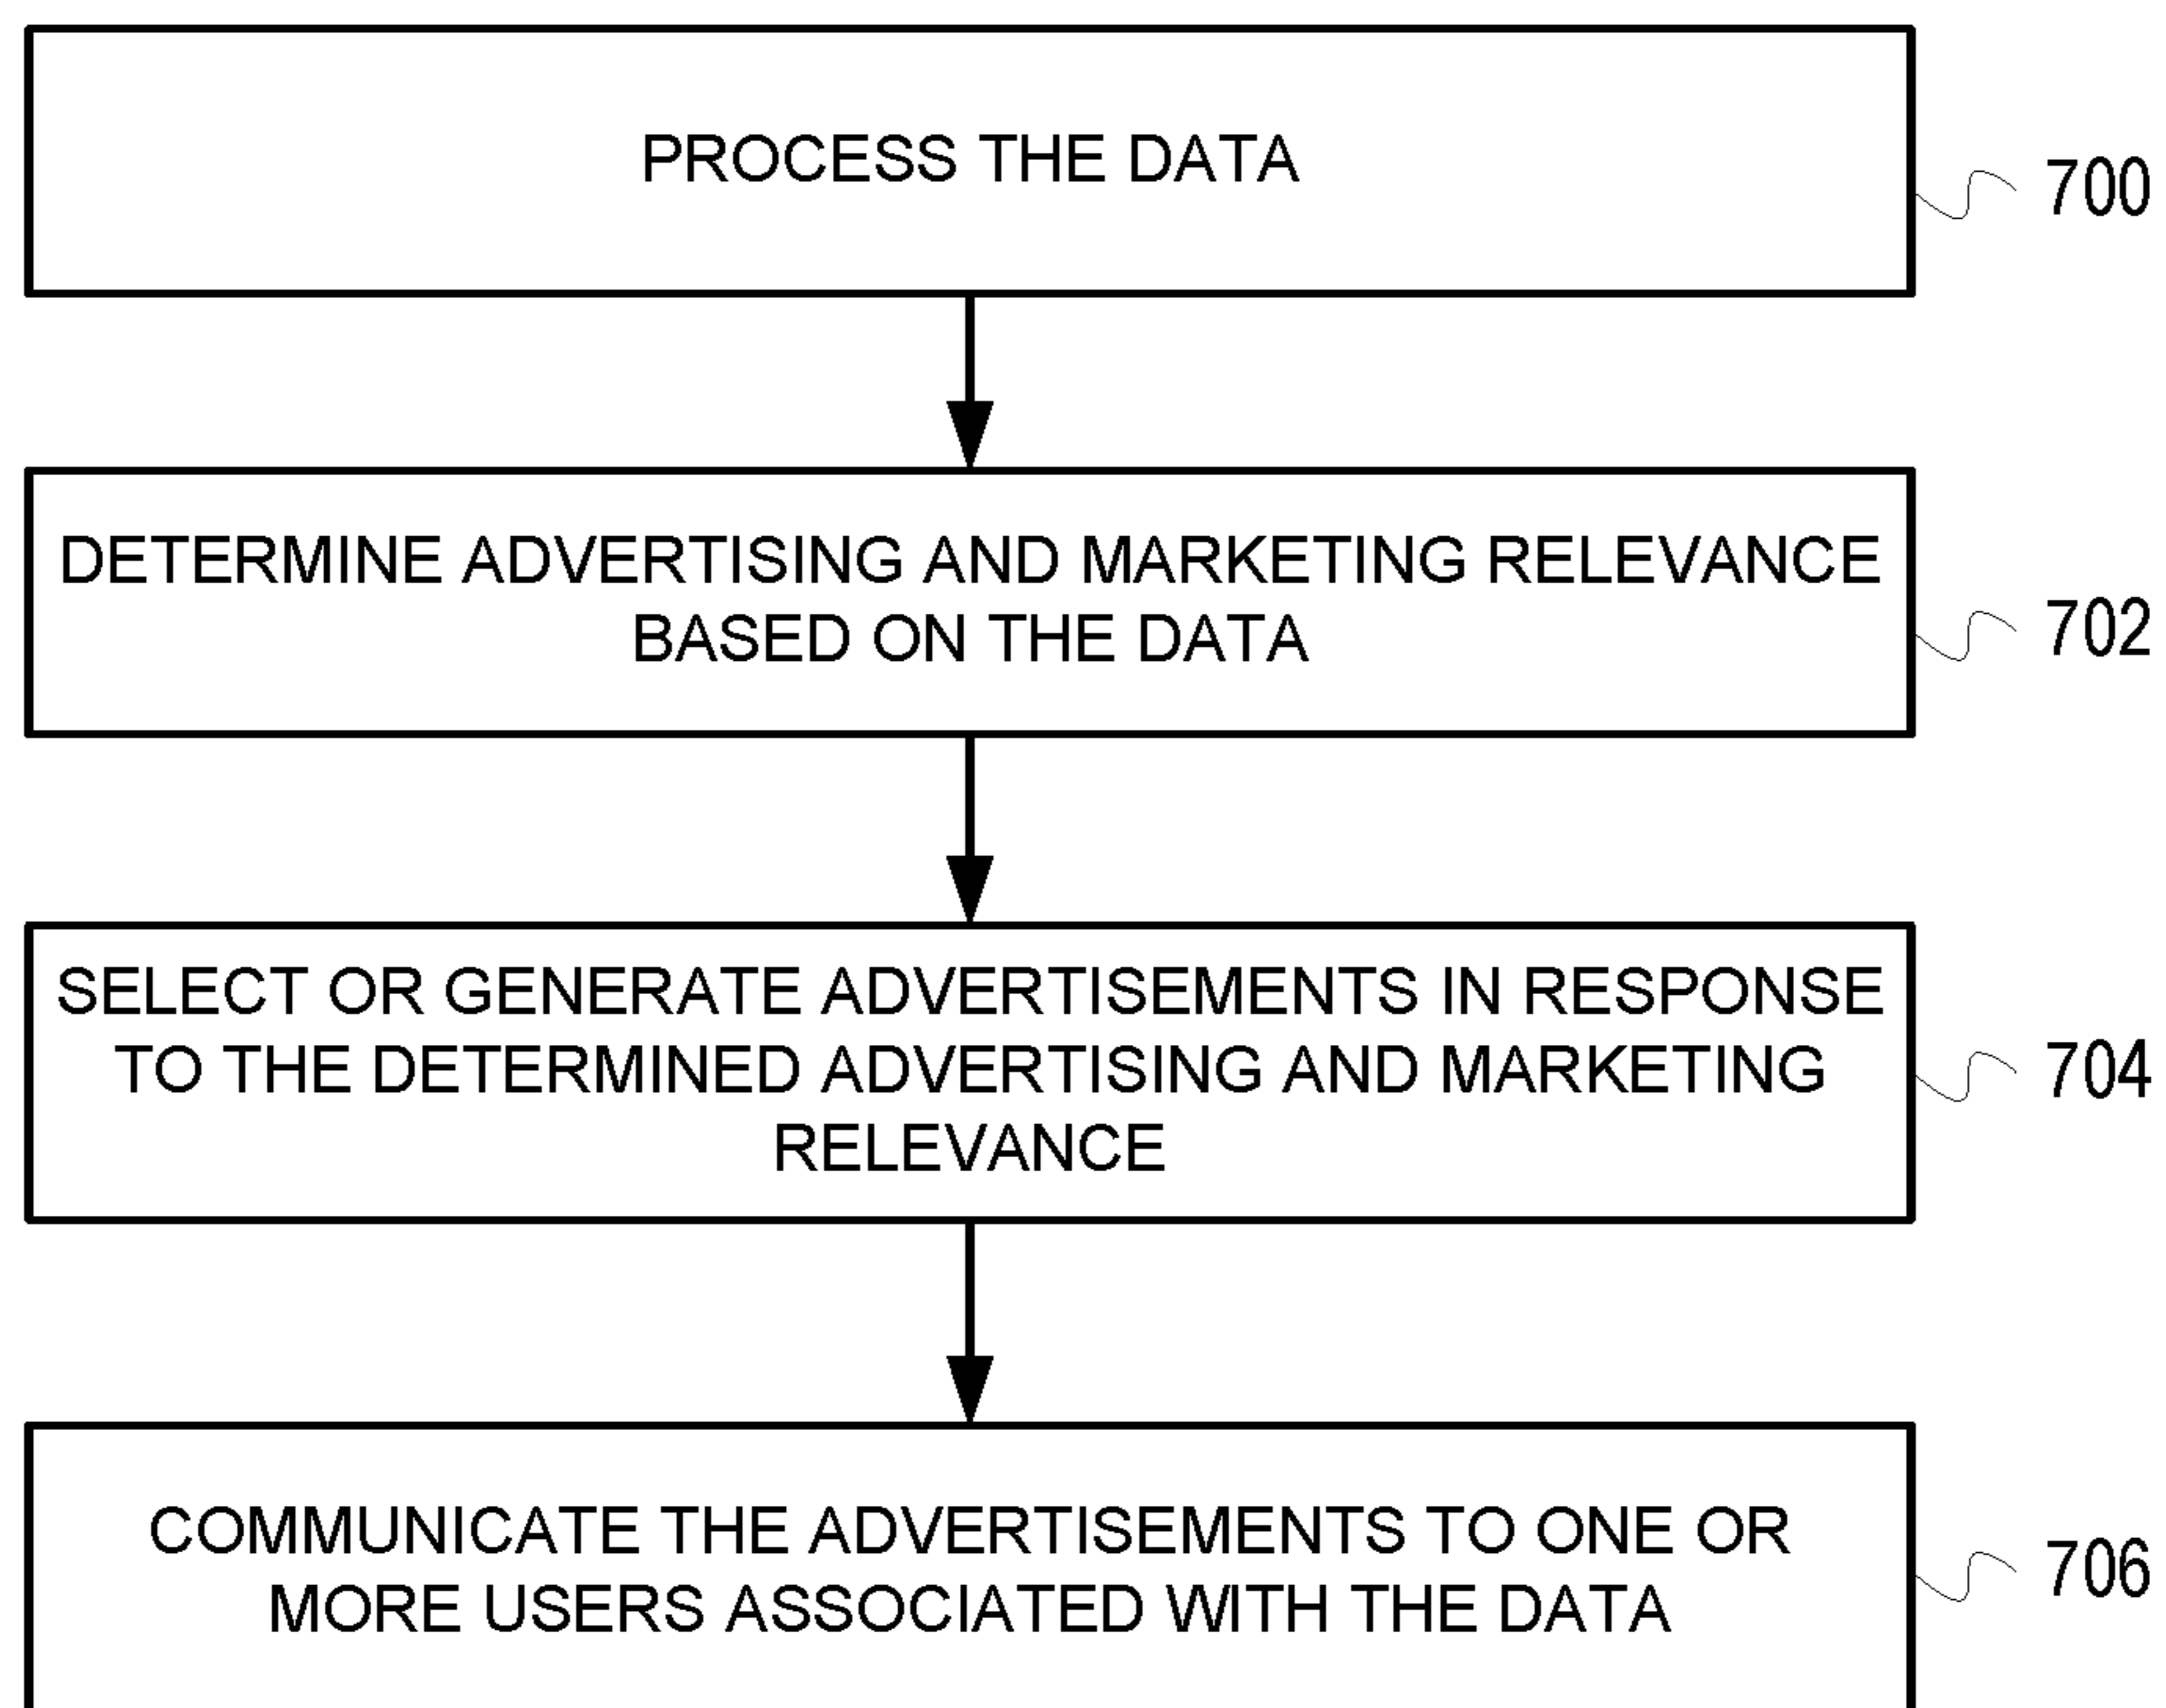 PROCESS THE DATA
700
DETERMINE ADVERTISING AND MARKETING RELEVANCE
BASED ON THE DATA
702
SELECT OR GENERATE ADVERTISEMENTS IN RESPONSE
TO THE DETERMINED ADVERTISING AND MARKETING
RELEVANCE
704
COMMUNICATE THE ADVERTISEMENTS TO ONE OR
MORE USERS ASSOCIATED WITH THE DATA
706